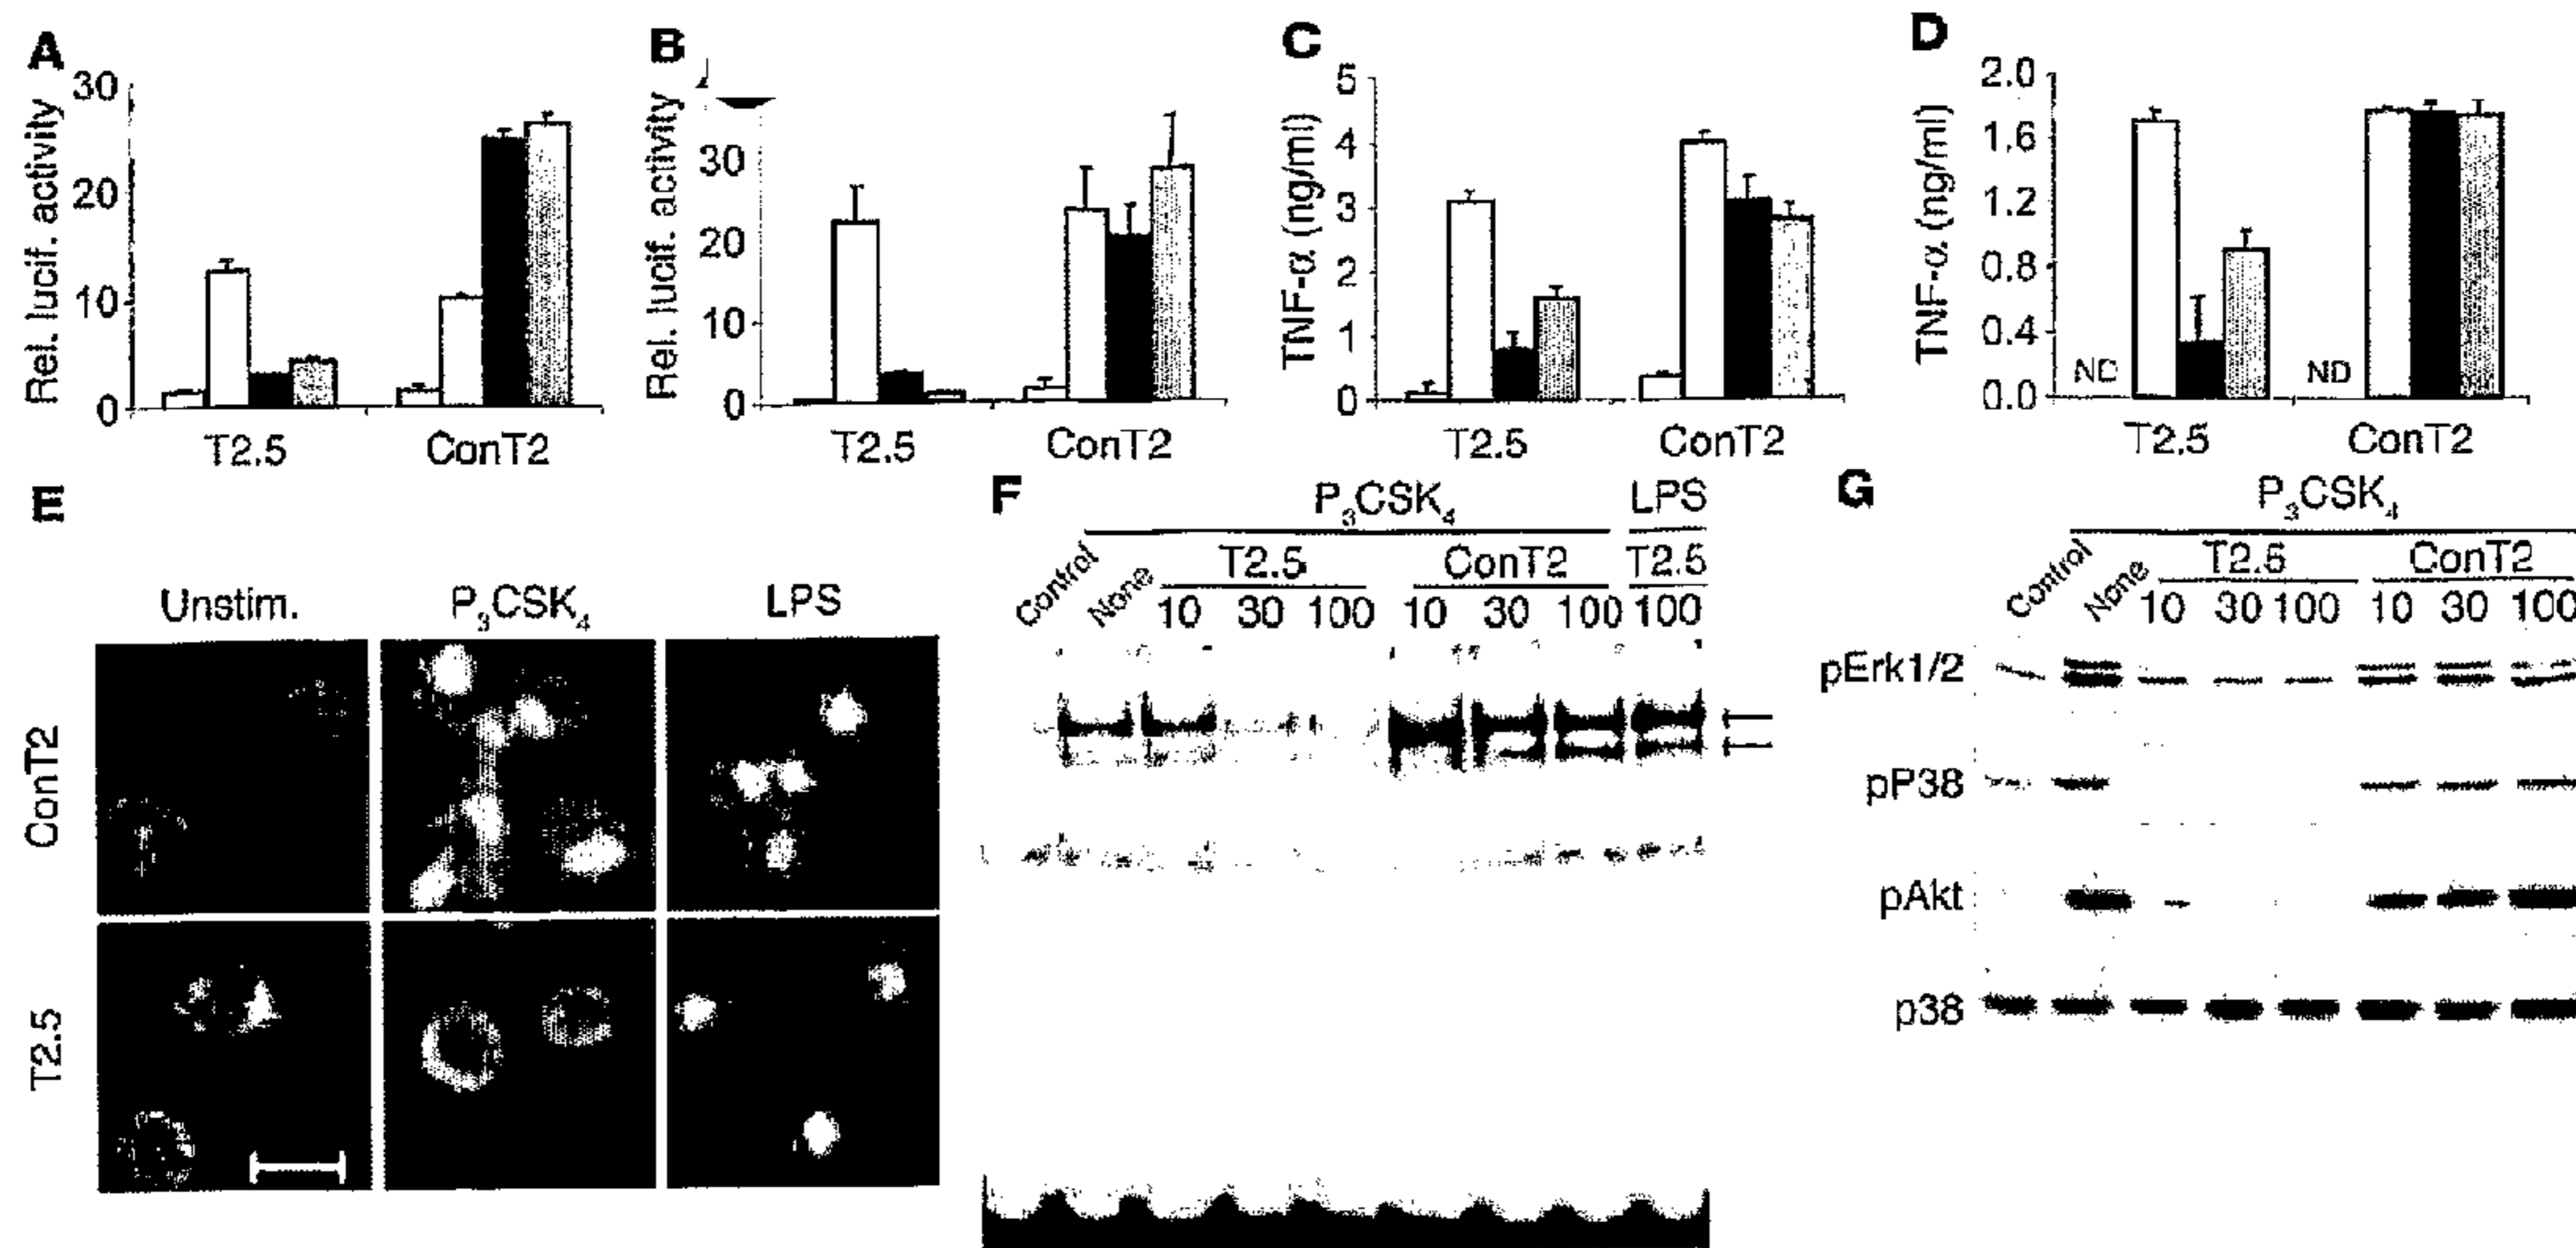 A
Rel. lucif. activity
30
20
10
0
T2.5
ConT2
B
Rel. lucif. activity
30
20
10
0
T2.5
ConT2
C
TNF-α (ng/ml)
5
4
3
2
1
0
T2.5
ConT2
D
TNF-α (ng/ml)
2.0
1.6
1.2
0.8
0.4
0.0
ND
ND
T2.5
ConT2
E
Unstim.
P3CSK4
LPS
ConT2
T2.5
F
P3CSK4
LPS
Control
None
T2.5
ConT2
T2.5
10 30 100 10 30 100 100
G
P3CSK4
Control
None
T2.5
ConT2
10 30 100 10 30 100
pErk1/2
pP38
pAkt
p38